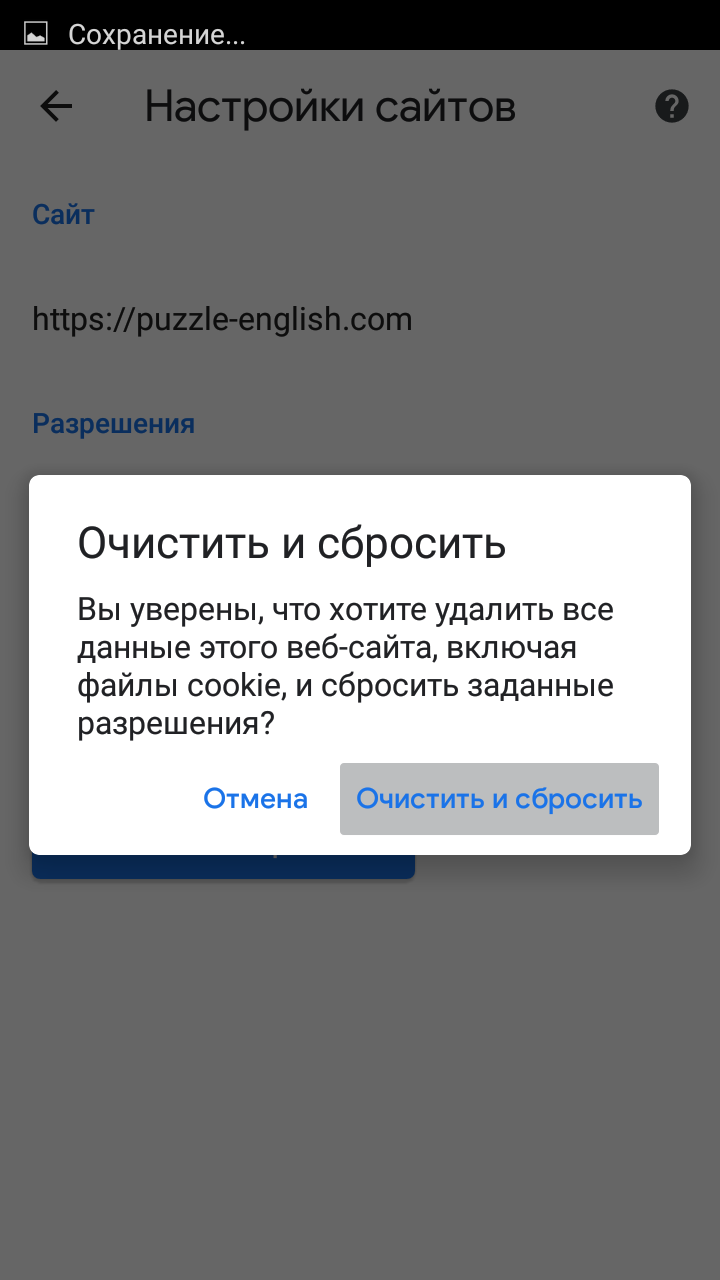 Сохранение...
Настройки сайтов
Сайт
https://puzzle-english.com
Разрешения
Очистить и сбросить
Вы уверены, что хотите удалить все
данные этого веб-сайта, включая
файлы cookie, и сбросить заданные
разрешения?
Отмена
Очистить и сбросить